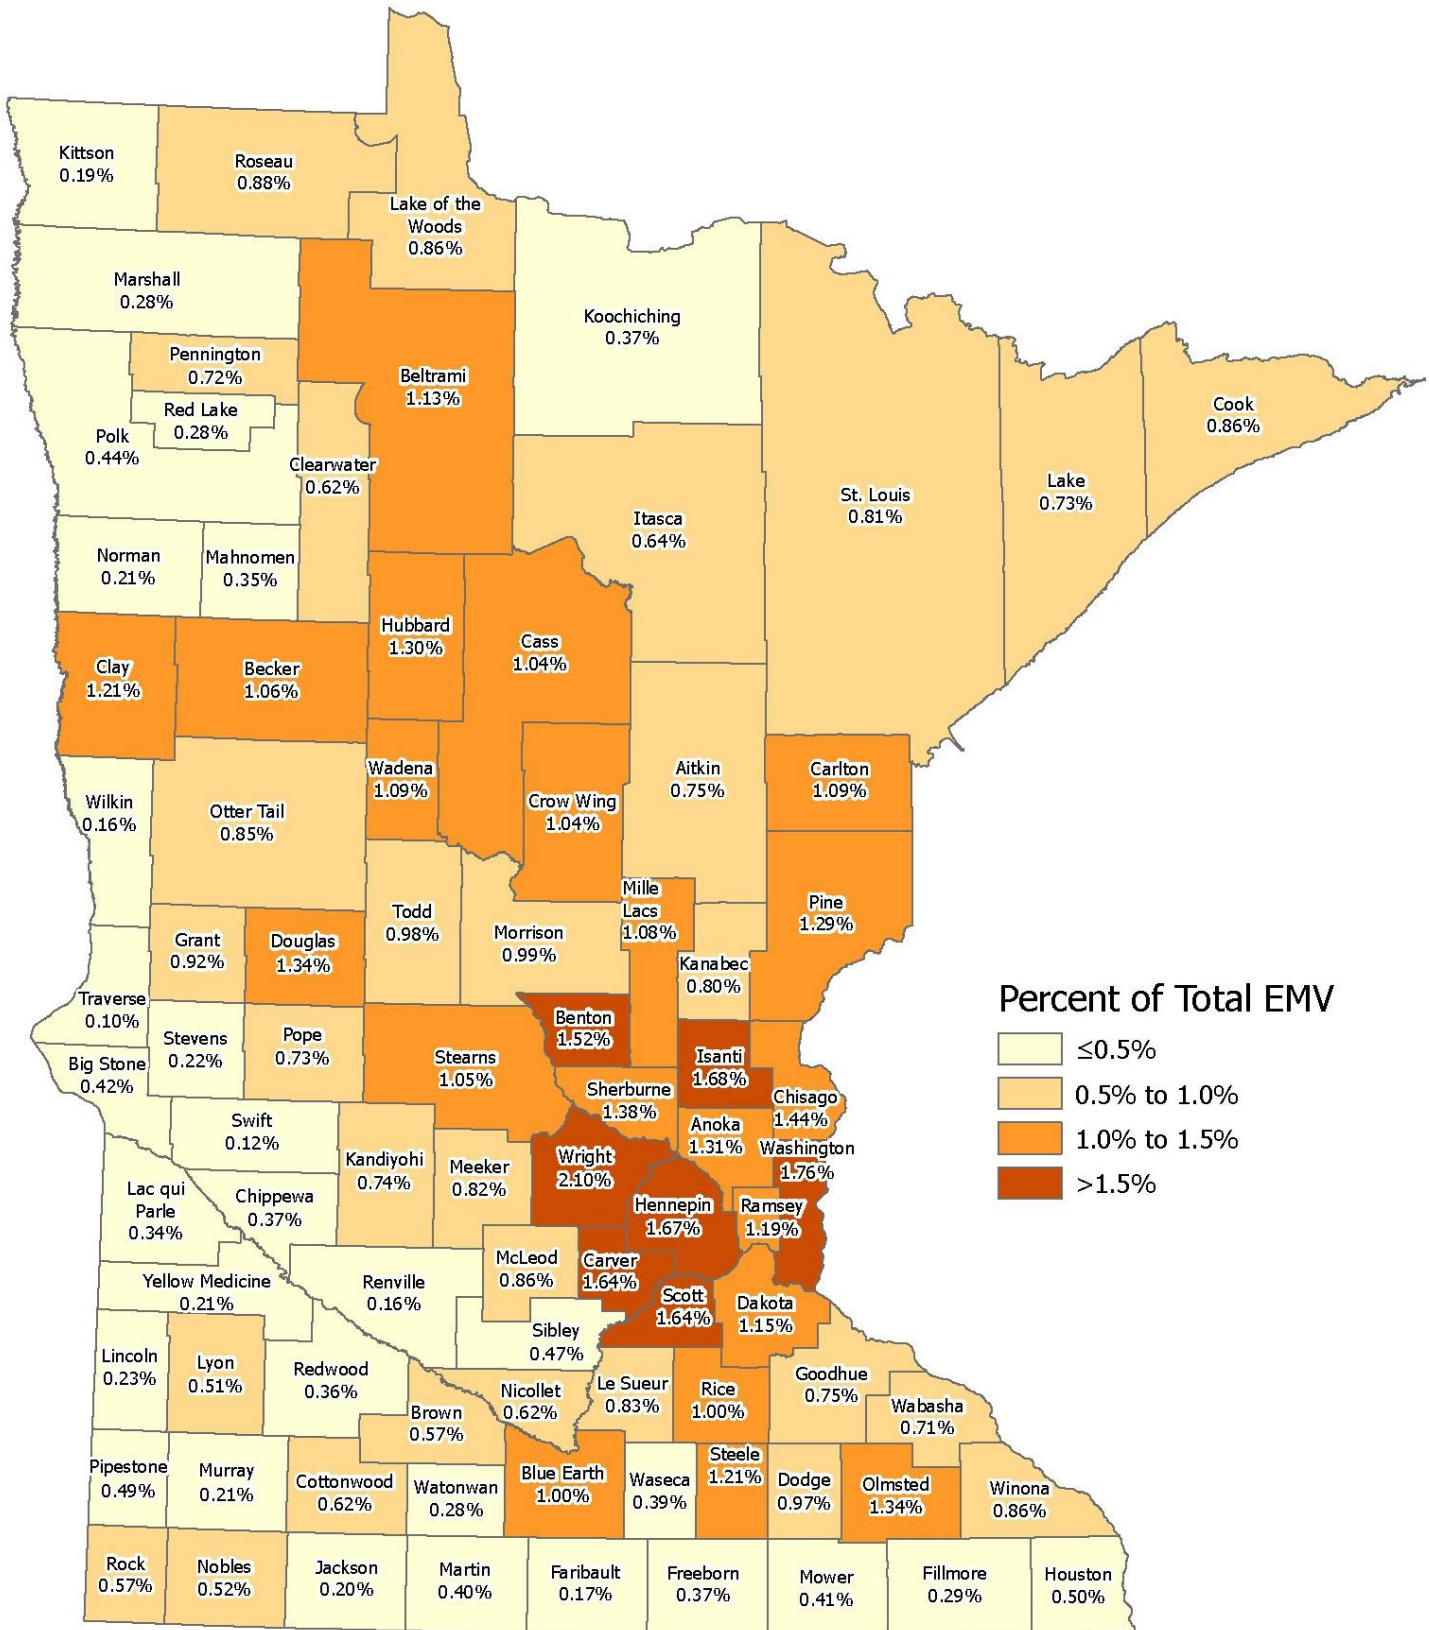 Kittson
0.19%
Roseau
0.88%
Lake of the
Woods
0.86%
Marshall
0.28%
Koochiching
0.37%
Pennington
0.72%
Beltrami
1.13%
Red Lake
0.28%
Polk
0.44%
Clearwater
0.62%
Cook
0.86%
Lake
0.73%
St. Louis
0.81%
Itasca
0.64%
Norman
0.21%
Mahnomen
0.35%
Hubbard
1.30%
Cass
1.04%
Clay
1.21%
Becker
1.06%
Wadena
1.09%
Aitkin
0.75%
Carlton
1.09%
Wilkin
0.16%
Otter Tail
0.85%
Crow Wing
1.04%
Mille
Lacs
1.08%
Pine
1.29%
Grant
0.92%
Douglas
1.34%
Todd
0.98%
Morrison
0.99%
Kanabec
0.80%
Traverse
0.10%
Stevens
0.22%
Pope
0.73%
Stearns
1.05%
Benton
1.52%
Isanti
1.68%
Big Stone
0.42%
Sherburne
1.38%
Chisago
1.44%
Swift
0.12%
Kandiyohi
0.74%
Meeker
0.82%
Wright
2.10%
Anoka
1.31%
Washington
1.76%
Lac qui
Parle
0.34%
Chippewa
0.37%
Hennepin
1.67%
Ramsey
1.19%
McLeod
0.86%
Carver
1.64%
Yellow Medicine
0.21%
Renville
0.16%
Scott
1.64%
Dakota
1.15%
Sibley
0.47%
Lincoln
0.23%
Lyon
0.51%
Redwood
0.36%
Nicollet
0.62%
Le Sueur
0.83%
Rice
1.00%
Goodhue
0.75%
Wabasha
0.71%
Brown
0.57%
Pipestone
0.49%
Murray
0.21%
Cottonwood
0.62%
Watonwan
0.28%
Blue Earth
1.00%
Waseca
0.39%
Steele
1.21%
Dodge
0.97%
Olmsted
1.34%
Winona
0.86%
Rock
0.57%
Nobles
0.52%
Jackson
0.20%
Martin
0.40%
Faribault
0.17%
Freeborn
0.37%
Mower
0.41%
Fillmore
0.29%
Houston
0.50%
Percent of Total EMV
≤0.5%
0.5% to 1.0%
1.0% to 1.5%
>1.5%